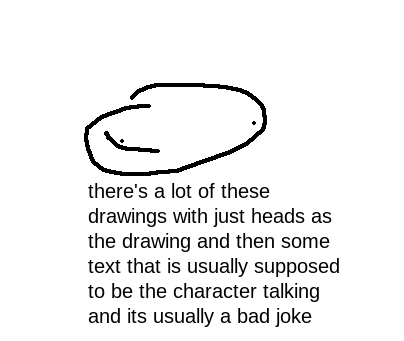 there's a lot of these
drawings with just heads as
the drawing and then some
text that is usually supposed
to be the character talking
and its usually a bad joke